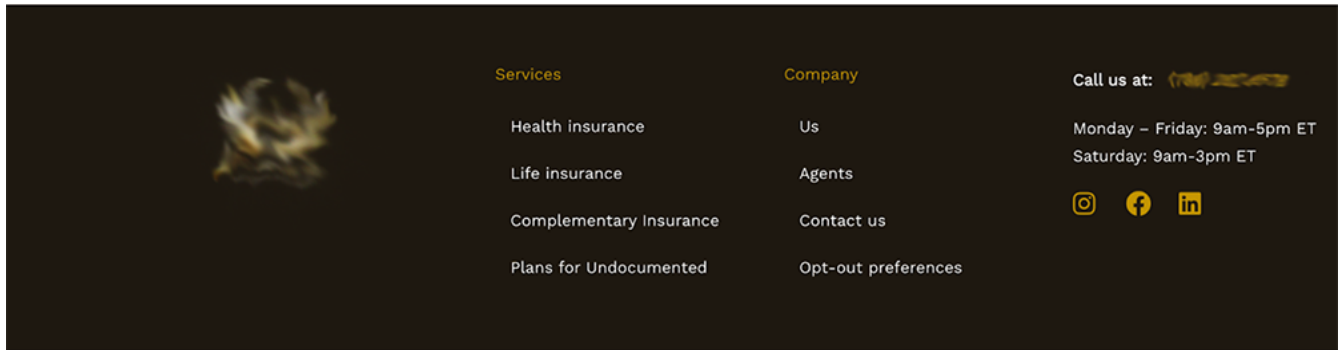 Services
Health insurance
Life insurance
Complementary Insurance
Plans for Undocumented
Company
Us
Agents
Contact us
Opt-out preferences
Call us at:
Monday – Friday: 9am-5pm ET
Saturday: 9am-3pm ET